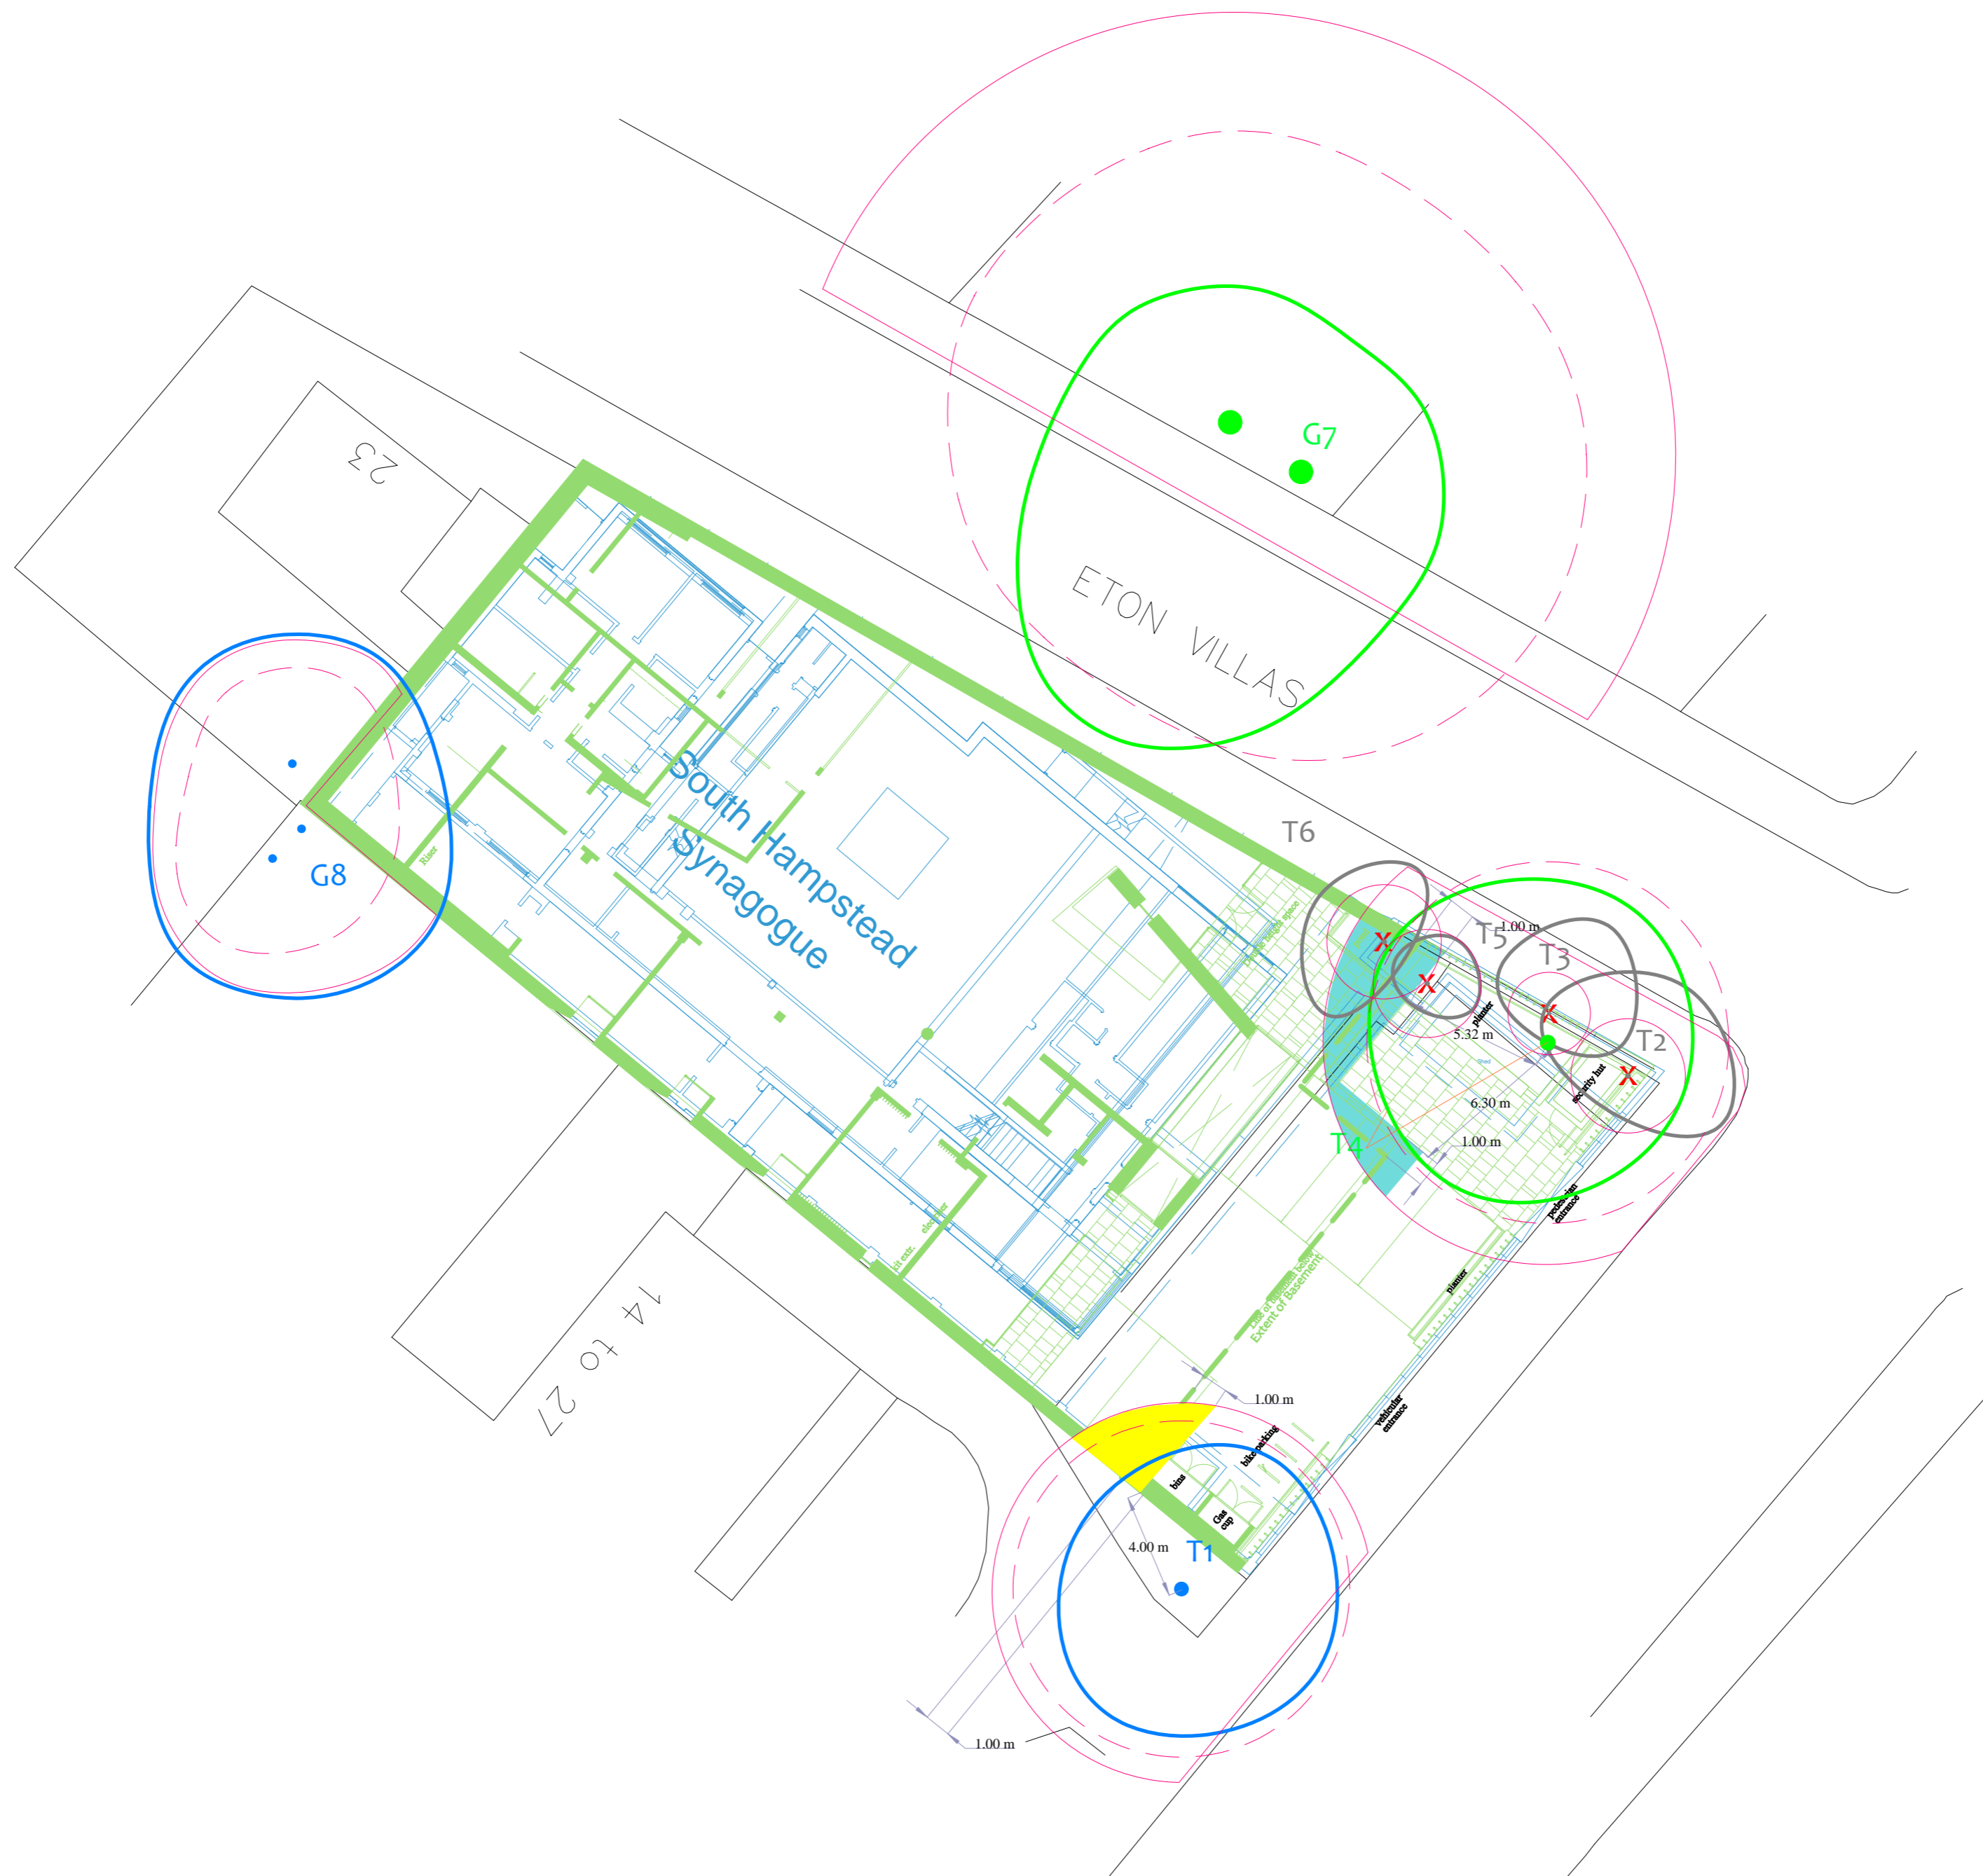 G7
23
ETON VILLAS
South Hampstead
Synagogue
T6
T5
1.00 m
T3
T2
X
X
X
X
planter
5.32 m
Shed
security hut
6.30 m
1.00 m
T4
G8
Riser
pedestrian
entrance
planter
Extent of Basement
14 to 27
1.00 m
vehicular
entrance
bike parking
bins
Gas
cup
T1
4.00 m
1.00 m